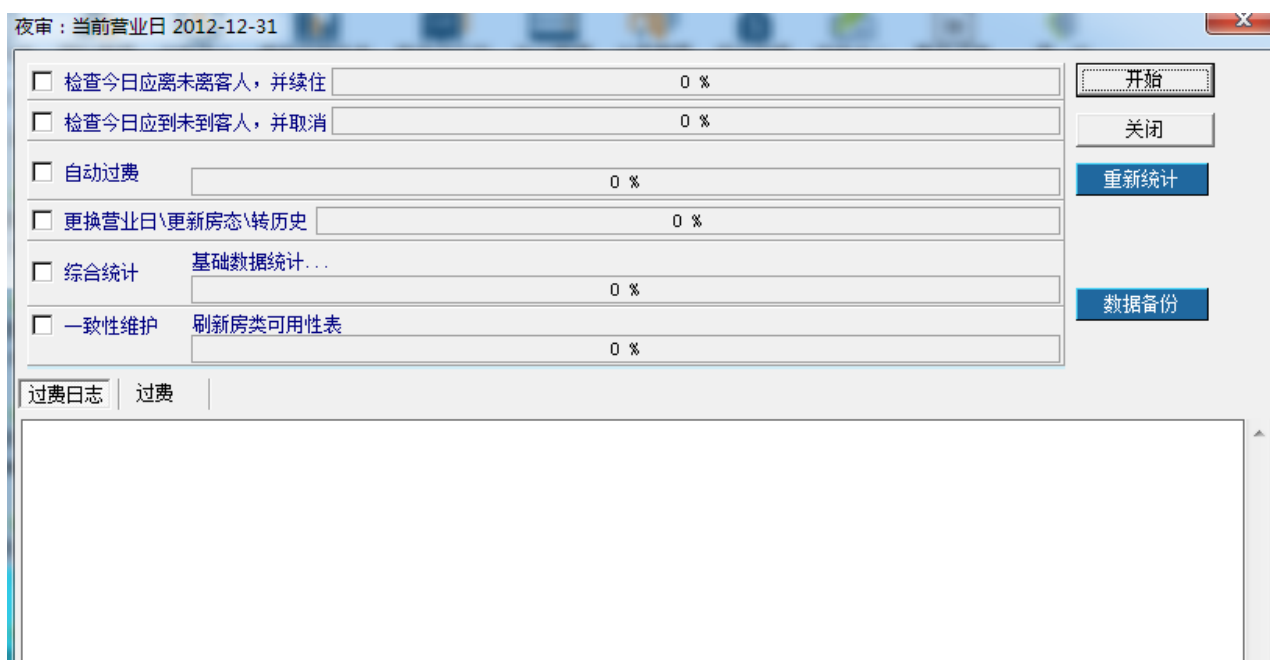 夜审：当前营业日 2012-12-31
检查今日应离未离客人，并续住 0 %
开始
检查今日应到未到客人，并取消 0 %
关闭
自动过费 0 %
重新统计
更换营业日\更新房态\转历史 0 %
综合统计 基础数据统计...
0 %
数据备份
一致性维护 刷新房类可用性表
0 %
过费日志 过费